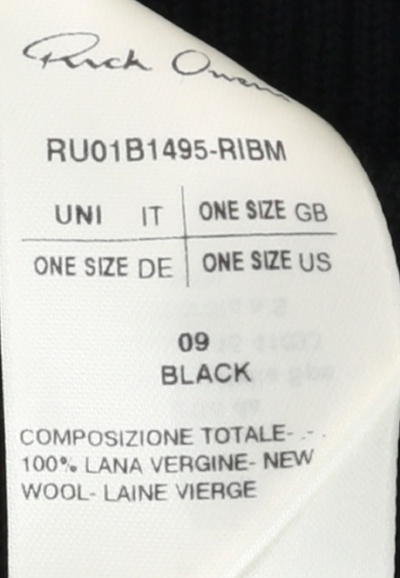 Rick Owens
RU01B1495-RIBM
UNI IT ONE SIZE GB
ONE SIZE DE ONE SIZE US
09
BLACK
COMPOSIZIONE TOTALE- .- .
100% LANA VERGINE- NEW
WOOL- LAINE VIERGE